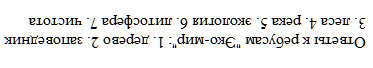 Ответы к ребусам "Эко-мир": 1. дерево 2. заповедник
3. леса 4. река 5. экология 6. литосфера 7. чистота